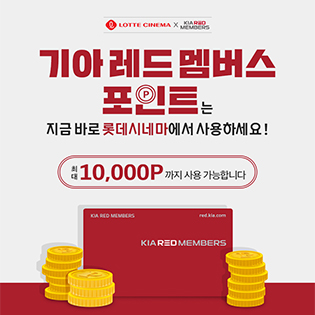 LOTTE CINEMA X KIA RED MEMBERS
기아 레드 멤버스
포인트는
지금 바로 롯데시네마에서 사용하세요!
최대 10,000P 까지 사용 가능합니다
KIA RED MEMBERS red.kia.com
KIA RED MEMBERS